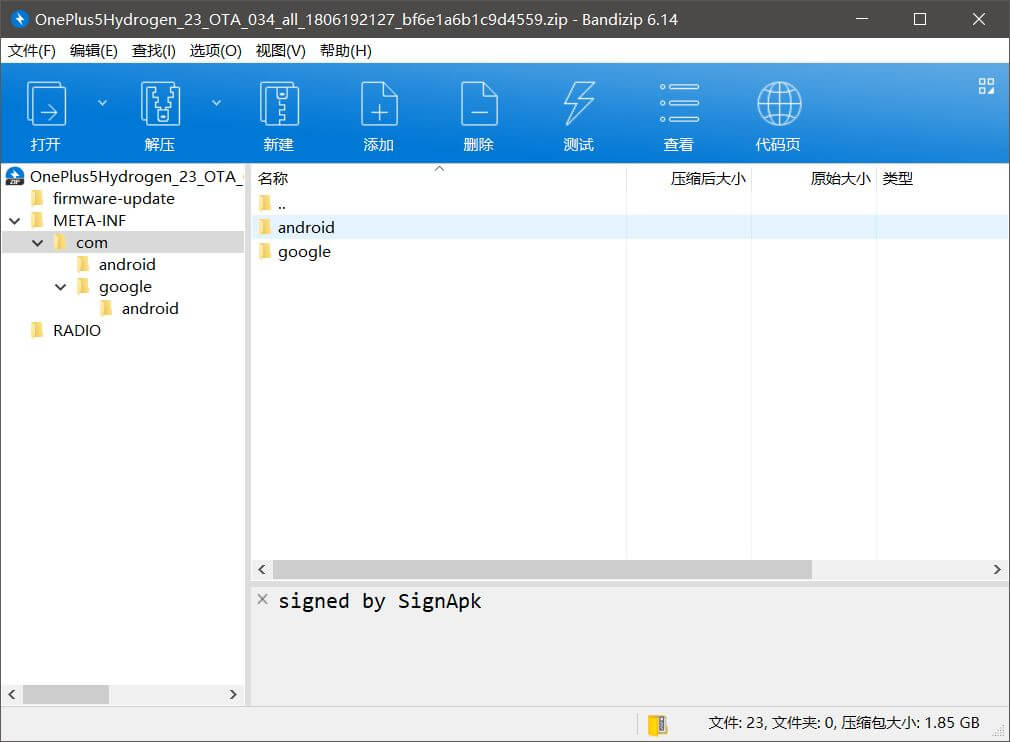 OnePlus5Hydrogen_23_OTA_034_all_1806192127_bf6e1a6b1c9d4559.zip - Bandizip 6.14
文件(F) 编辑(E) 查找(I) 选项(O) 视图(V) 帮助(H)
打开 解压 新建 添加 删除 测试 查看 代码页
OnePlus5Hydrogen_23_OTA_
firmware-update
META-INF
com
android
google
android
RADIO
名称 压缩后大小 原始大小 类型
..
android
google
signed by SignApk
文件: 23, 文件夹: 0, 压缩包大小: 1.85 GB